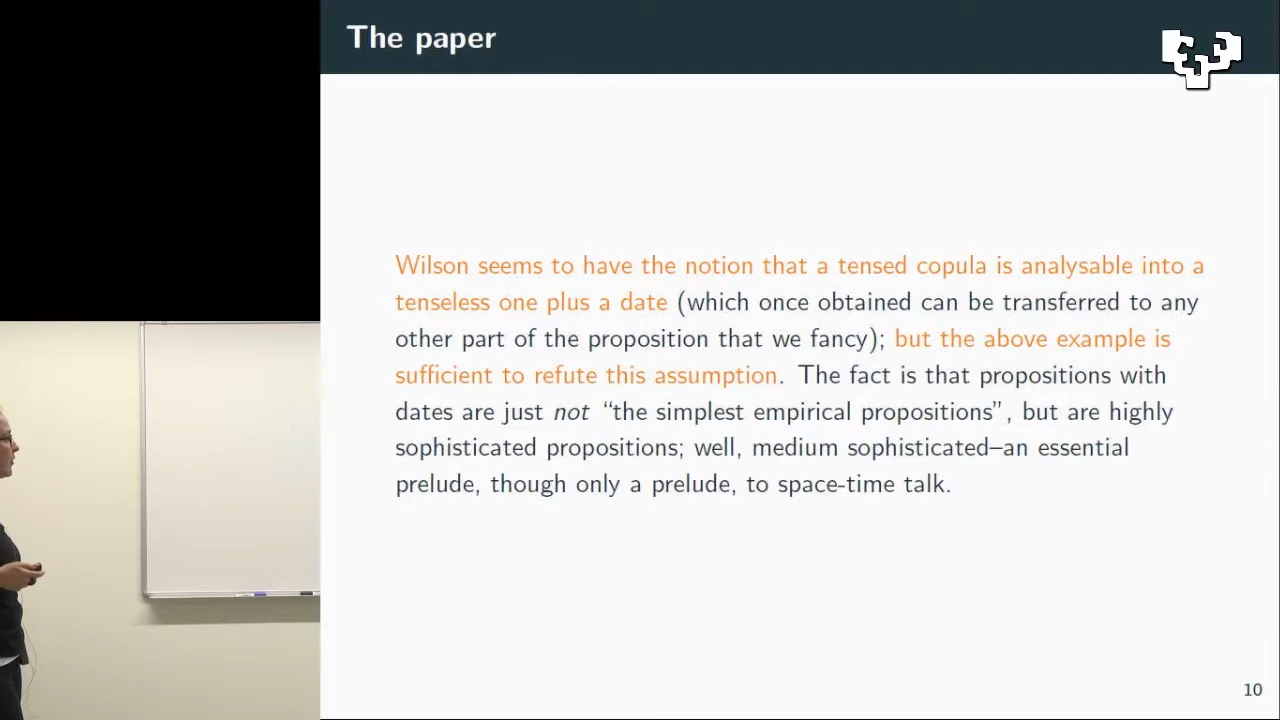 The paper
Wilson seems to have the notion that a tensed copula is analysable into a
tenseless one plus a date (which once obtained can be transferred to any
other part of the proposition that we fancy); but the above example is
sufficient to refute this assumption. The fact is that propositions with
dates are just not “the simplest empirical propositions”, but are highly
sophisticated propositions; well, medium sophisticated–an essential
prelude, though only a prelude, to space-time talk.
10